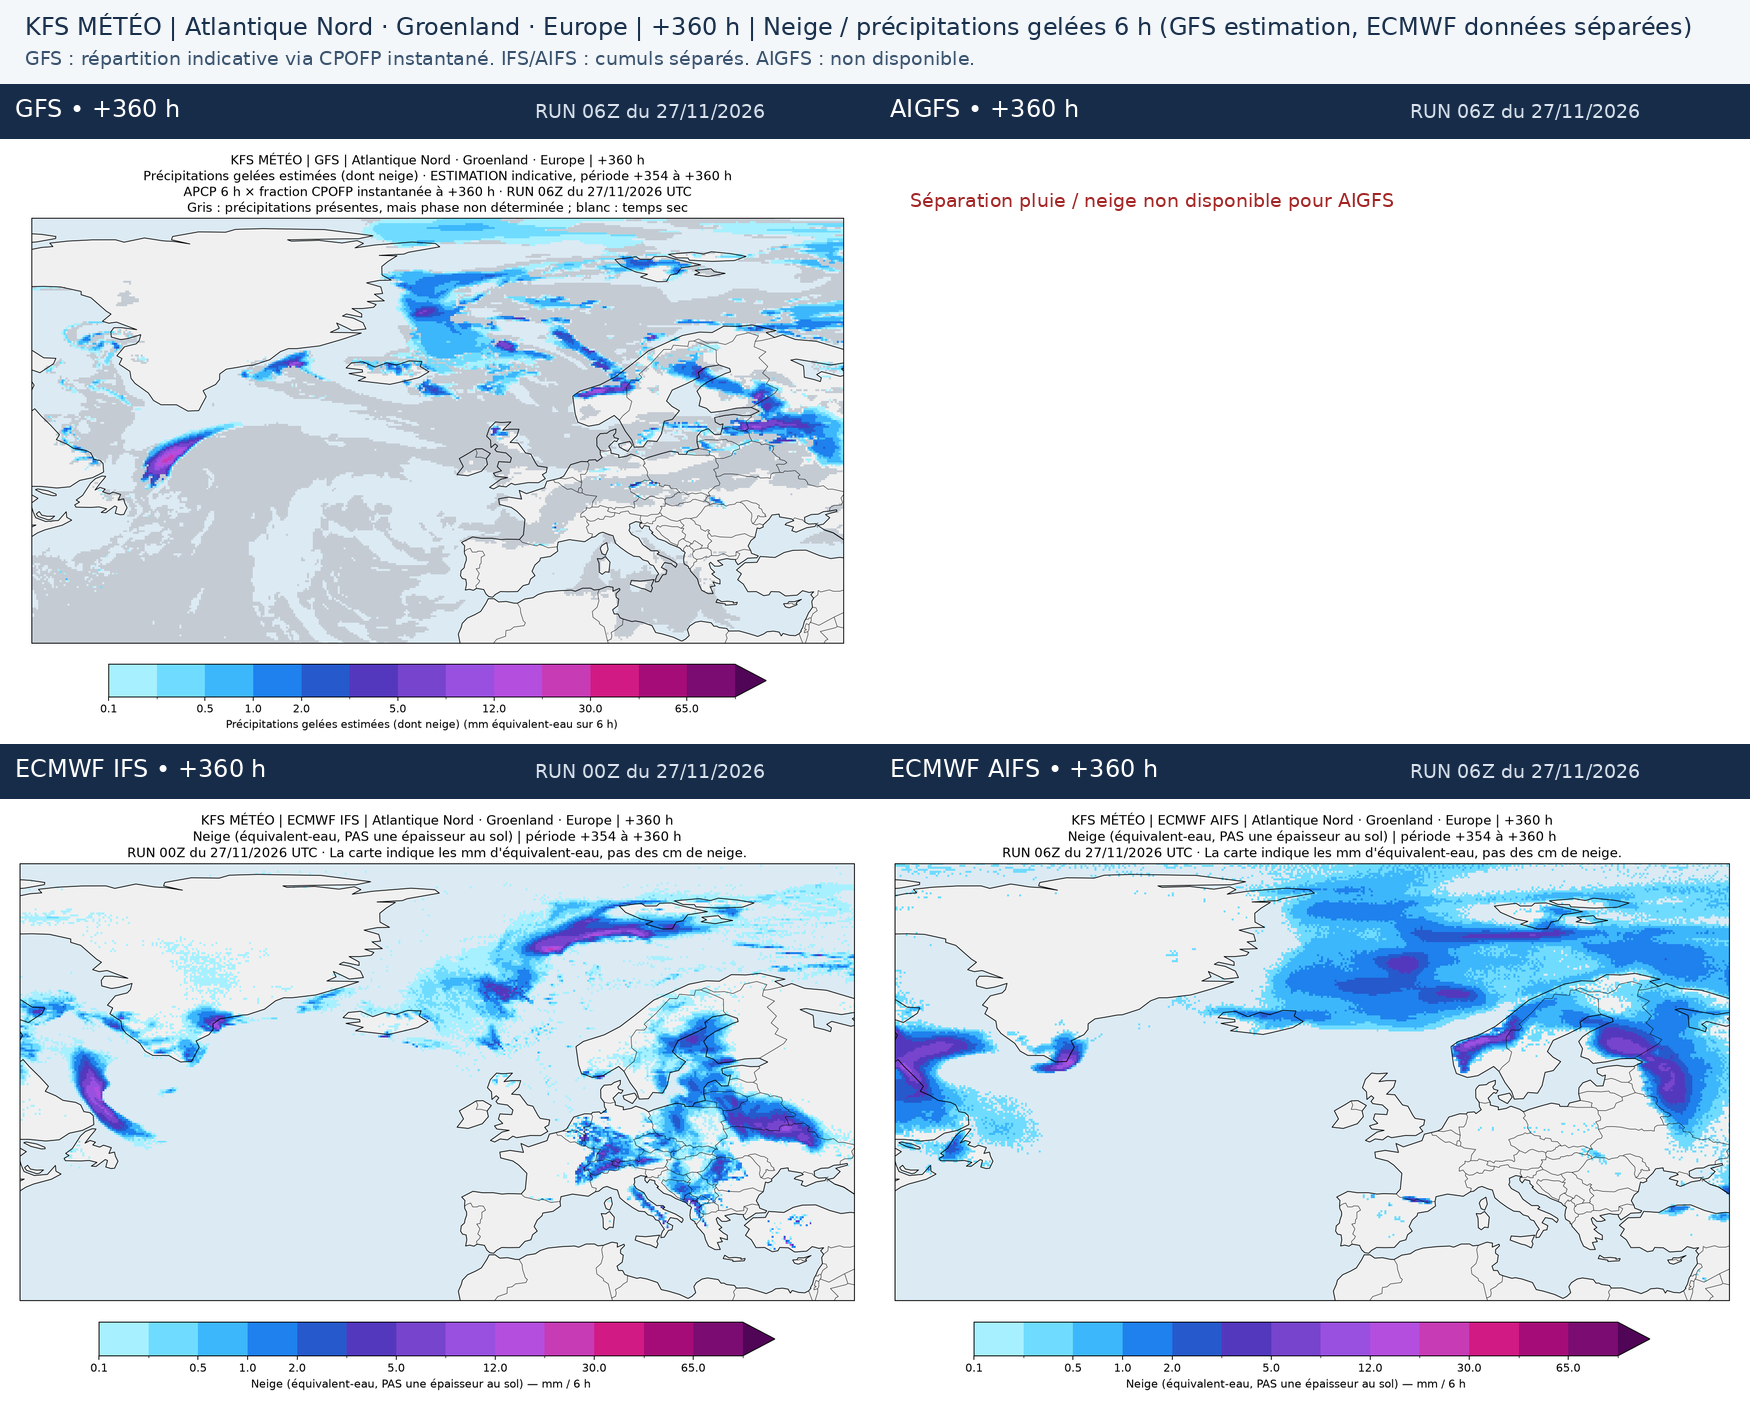 KFS MÉTÉO | Atlantique Nord · Groenland · Europe | +360 h | Neige / précipitations gelées 6 h (GFS estimation, ECMWF données séparées)
GFS : répartition indicative via CPOFP instantané. IFS/AIFS : cumuls séparés. AIGFS : non disponible.
GFS • +360 h
RUN 06Z du 27/11/2026
AIGFS • +360 h
RUN 06Z du 27/11/2026
KFS MÉTÉO | GFS | Atlantique Nord · Groenland · Europe | +360 h
Précipitations gelées estimées (dont neige) · ESTIMATION indicative, période +354 à +360 h
APCP 6 h × fraction CPOFP instantanée à +360 h · RUN 06Z du 27/11/2026 UTC
Gris : précipitations présentes, mais phase non déterminée ; blanc : temps sec
Séparation pluie / neige non disponible pour AIGFS
0.1 0.5 1.0 2.0 5.0 12.0 30.0 65.0
Précipitations gelées estimées (dont neige) (mm équivalent-eau sur 6 h)
ECMWF IFS • +360 h
RUN 00Z du 27/11/2026
ECMWF AIFS • +360 h
RUN 06Z du 27/11/2026
KFS MÉTÉO | ECMWF IFS | Atlantique Nord · Groenland · Europe | +360 h
Neige (équivalent-eau, PAS une épaisseur au sol) | période +354 à +360 h
RUN 00Z du 27/11/2026 UTC · La carte indique les mm d'équivalent-eau, pas des cm de neige.
0.1 0.5 1.0 2.0 5.0 12.0 30.0 65.0
Neige (équivalent-eau, PAS une épaisseur au sol) — mm / 6 h
KFS MÉTÉO | ECMWF AIFS | Atlantique Nord · Groenland · Europe | +360 h
Neige (équivalent-eau, PAS une épaisseur au sol) | période +354 à +360 h
RUN 06Z du 27/11/2026 UTC · La carte indique les mm d'équivalent-eau, pas des cm de neige.
0.1 0.5 1.0 2.0 5.0 12.0 30.0 65.0
Neige (équivalent-eau, PAS une épaisseur au sol) — mm / 6 h